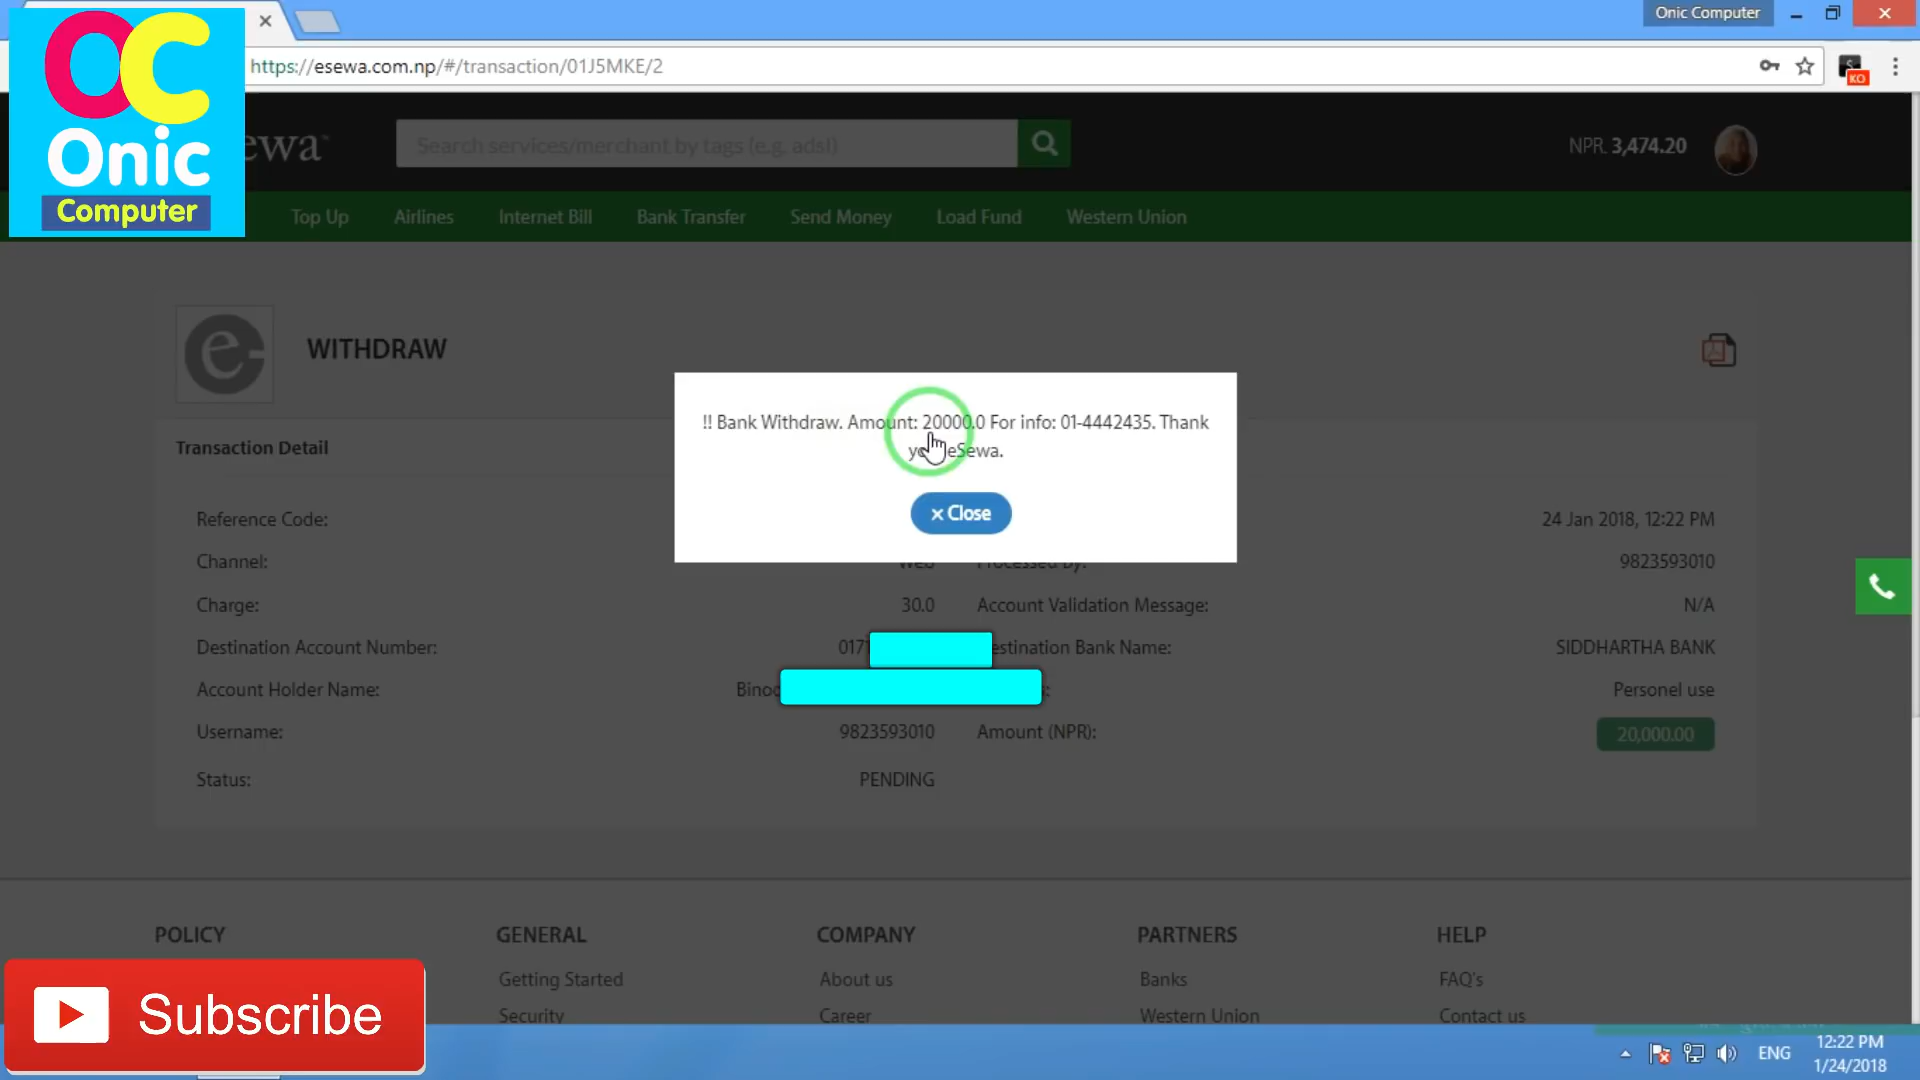 Onic Computer
https://esewa.com.np/#/transaction/01J5MKE/2
KO
OC
Onic
Computer
ewa
Search services/merchant by tags (e.g. adsl)
NPR. 3,474.20
Top Up Airlines Internet Bill Bank Transfer Send Money Load Fund Western Union
WITHDRAW
!! Bank Withdraw. Amount: 20000.0 For info: 01-4442435. Thank
eSewa.
× Close
Transaction Detail
Reference Code: 24 Jan 2018, 12:22 PM
Channel: Web Processed By: 9823593010
Charge: 30.0 Account Validation Message: N/A
Destination Account Number: 017 estination Bank Name: SIDDHARTHA BANK
Account Holder Name: Binod Personel use
Username: 9823593010 Amount (NPR): 20,000.00
Status: PENDING
POLICY GENERAL COMPANY PARTNERS HELP
Getting Started About us Banks FAQ's
Security Career Western Union Contact us
Subscribe
ENG
12:22 PM
1/24/2018